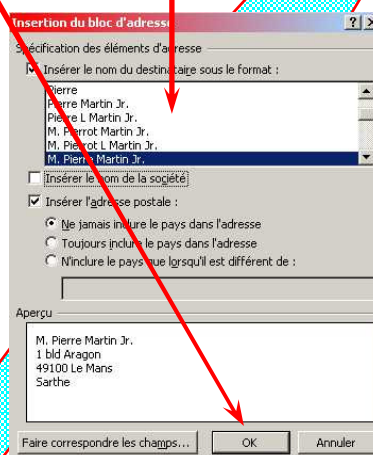 Insertion du bloc d'adresse
Spécification des éléments d'adresse
Insérer le nom du destinataire sous le format :
Pierre
Pierre Martin Jr.
Pierre L Martin Jr.
M. Pierrot Martin Jr.
M. Pierrot L Martin Jr.
M. Pierre Martin Jr.
Insérer le nom de la société
Insérer l'adresse postale :
Ne jamais inclure le pays dans l'adresse
Toujours inclure le pays dans l'adresse
N'inclure le pays que lorsqu'il est différent de :
Aperçu
M. Pierre Martin Jr.
1 bld Aragon
49100 Le Mans
Sarthe
Faire correspondre les champs... OK Annuler